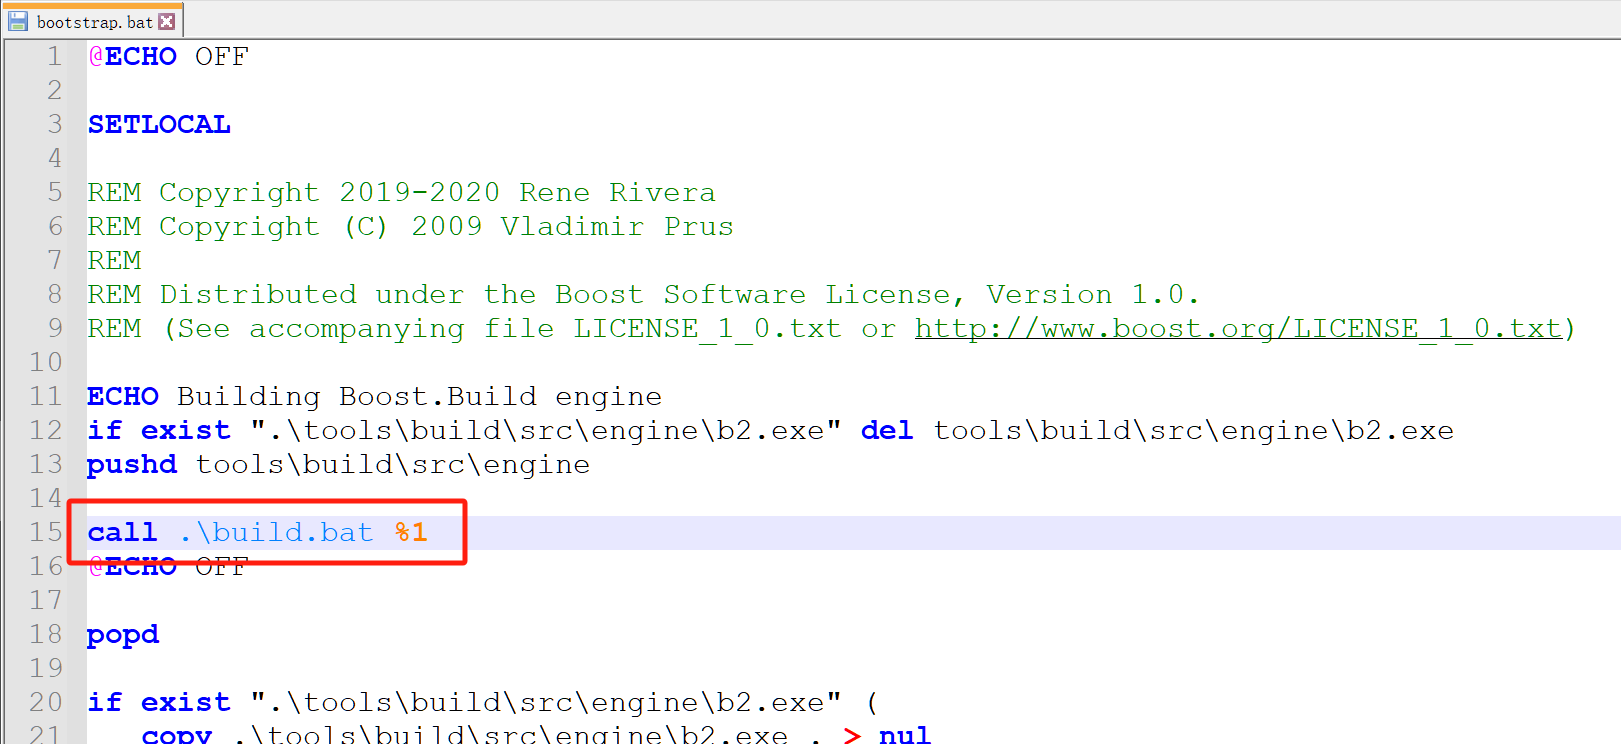 bootstrap.bat
1 @ECHO OFF
2
3 SETLOCAL
4
5 REM Copyright 2019-2020 Rene Rivera
6 REM Copyright (C) 2009 Vladimir Prus
7 REM
8 REM Distributed under the Boost Software License, Version 1.0.
9 REM (See accompanying file LICENSE_1_0.txt or http://www.boost.org/LICENSE_1_0.txt)
10
11 ECHO Building Boost.Build engine
12 if exist ".\tools\build\src\engine\b2.exe" del tools\build\src\engine\b2.exe
13 pushd tools\build\src\engine
14
15 call .\build.bat %1
16 @ECHO OFF
17
18 popd
19
20 if exist ".\tools\build\src\engine\b2.exe" (
21 copy .\tools\build\src\engine\b2.exe . > nul